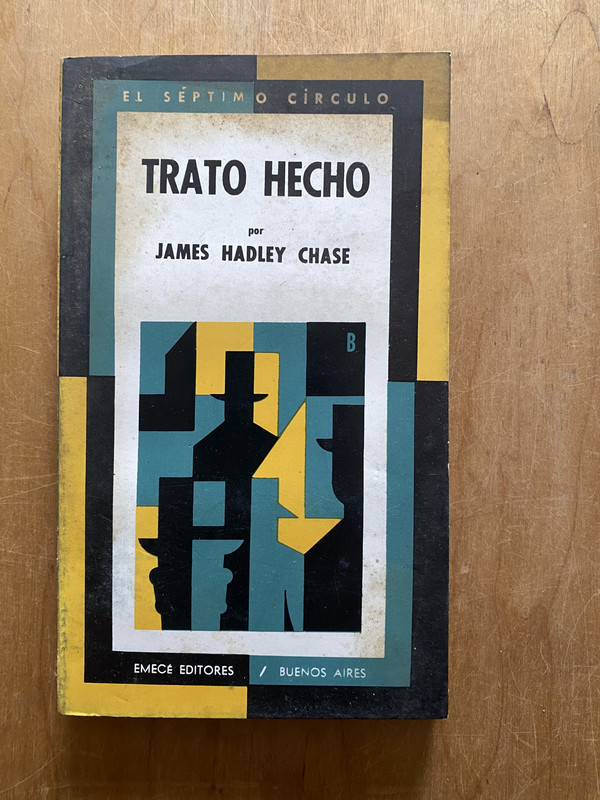 EL SÉPTIMO CÍRCULO
TRATO HECHO
por
JAMES HADLEY CHASE
B
EMECÉ EDITORES / BUENOS AIRES